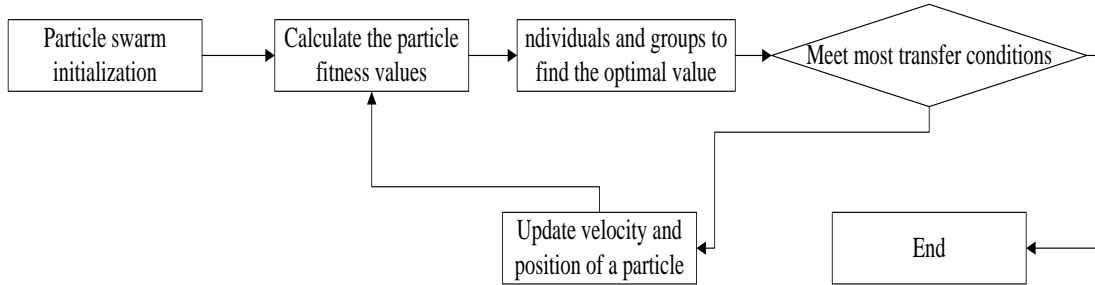 Particle swarm
initialization
Calculate the particle
fitness values
ndividuals and groups to
find the optimal value
Meet most transfer conditions
Update velocity and
position of a particle
End